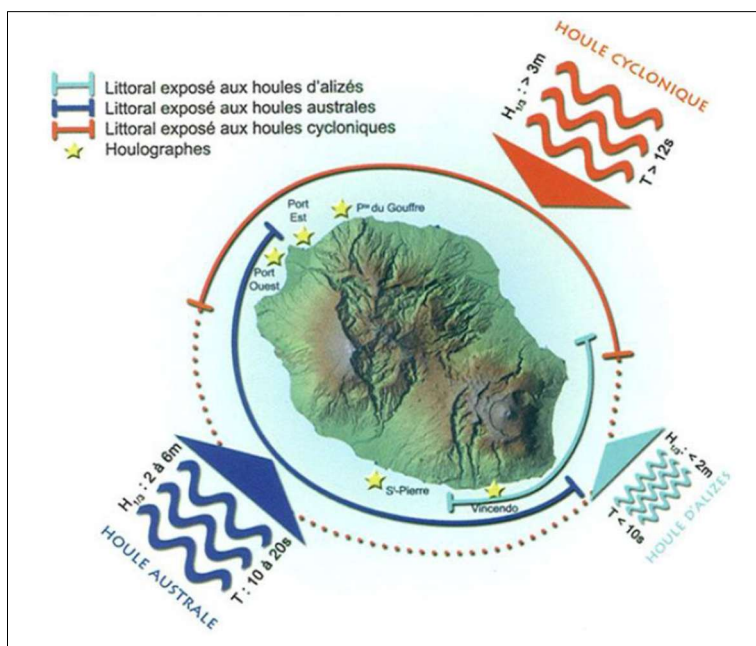 HOULE CYCLONIQUE
H1/3 : > 3m
T > 12s
Littoral exposé aux houles d'alizés
Littoral exposé aux houles australes
Littoral exposé aux houles cycloniques
Houlographes
Port
Est
Pte du Gouffre
Port
Ouest
H1/3 : 2 à 6m
T : 10 à 20s
HOULE AUSTRALE
St-Pierre
Vincendo
H1/3: < 2m
T < 10s
HOULE D'ALIZES